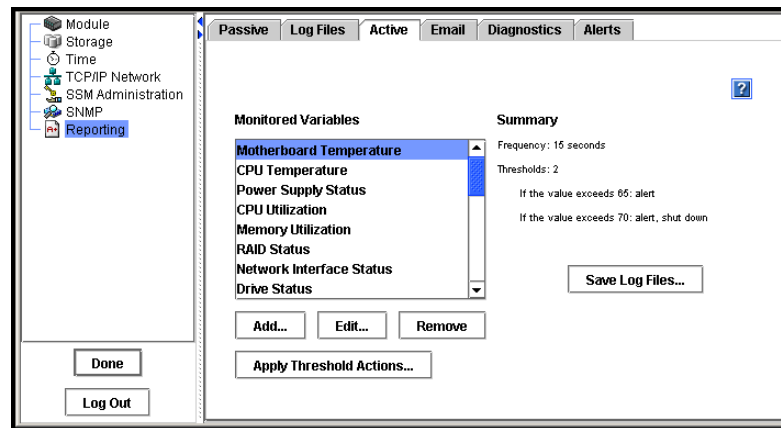 Module
Storage
Time
TCP/IP Network
SSM Administration
SNMP
Reporting
Done
Log Out
Passive
Log Files
Active
Email
Diagnostics
Alerts
?
Monitored Variables
Motherboard Temperature
CPU Temperature
Power Supply Status
CPU Utilization
Memory Utilization
RAID Status
Network Interface Status
Drive Status
Add...
Edit...
Remove
Apply Threshold Actions...
Summary
Frequency: 15 seconds
Thresholds: 2
If the value exceeds 65: alert
If the value exceeds 70: alert, shut down
Save Log Files...